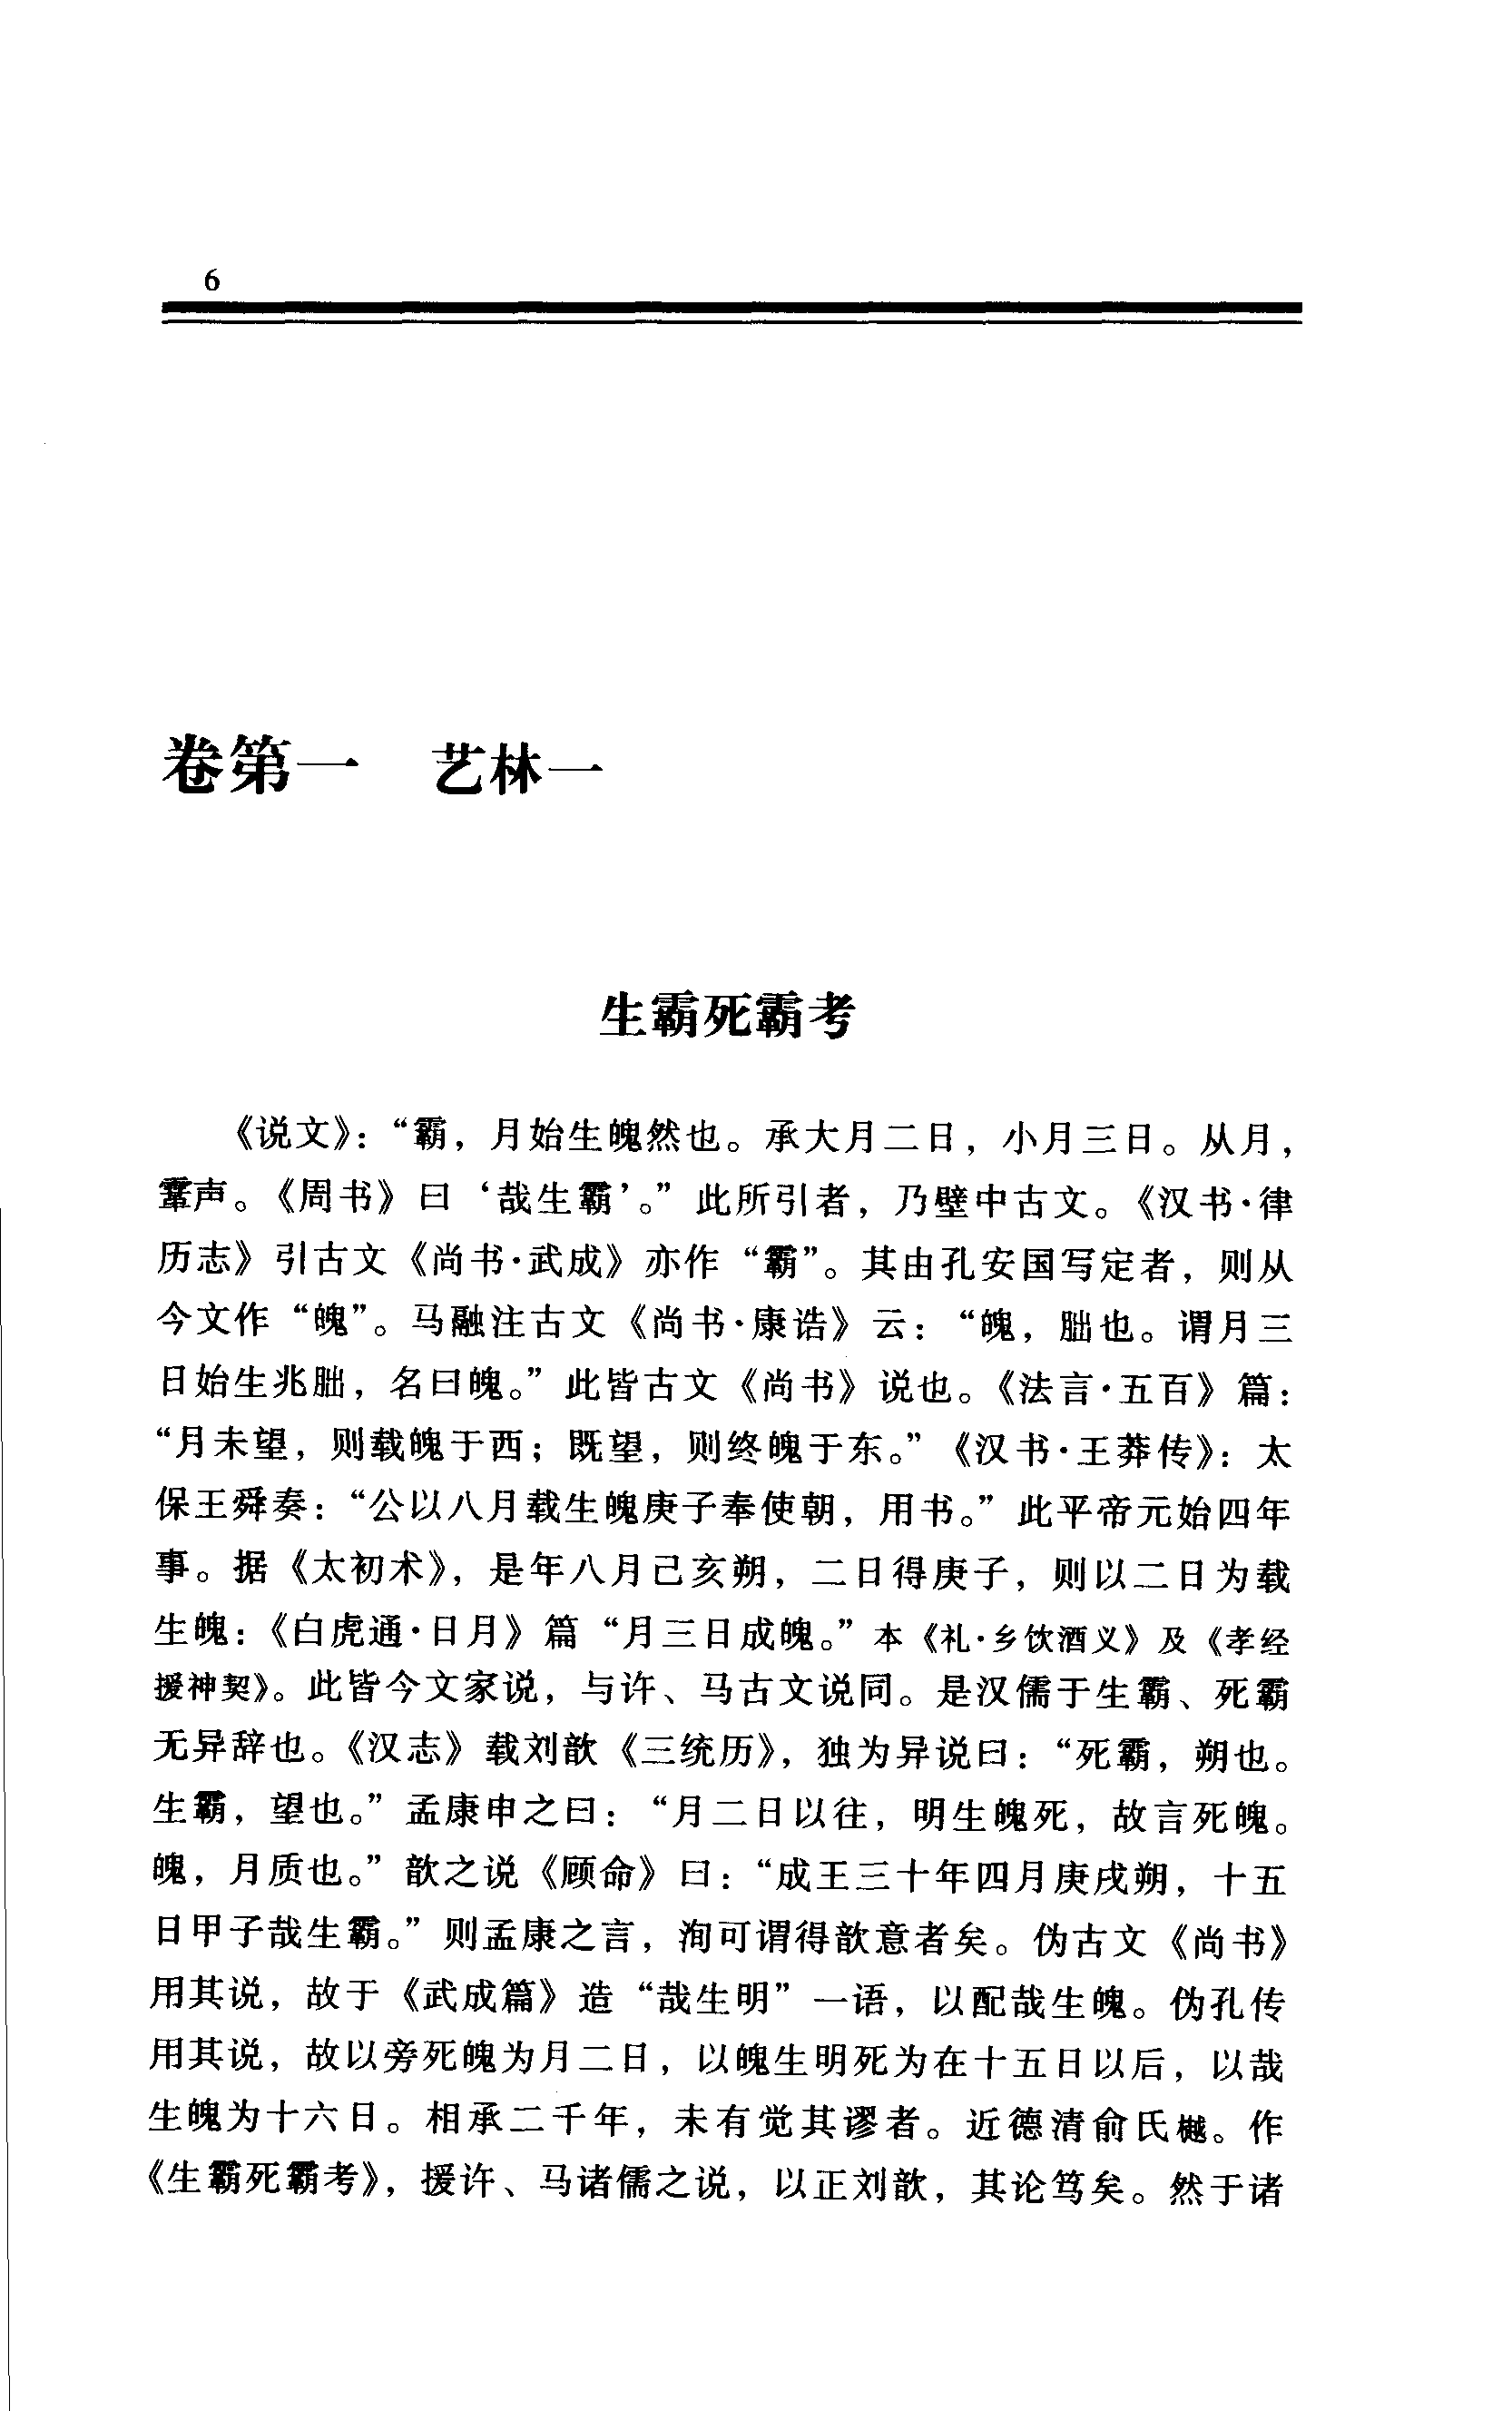 6
卷第一 艺林一
生霸死霸考
《说文》：“霸，月始生魄然也。承大月二日，小月三日。从月，
䨣声。《周书》曰‘哉生霸’。”此所引者，乃壁中古文。《汉书·律
历志》引古文《尚书·武成》亦作“霸”。其由孔安国写定者，则从
今文作“魄”。马融注古文《尚书·康诰》云：“魄，朏也。谓月三
日始生兆朏，名曰魄。”此皆古文《尚书》说也。《法言·五百》篇：
“月未望，则载魄于西；既望，则终魄于东。”《汉书·王莽传》：太
保王舜奏：“公以八月载生魄庚子奉使朝，用书。”此平帝元始四年
事。据《太初术》，是年八月己亥朔，二日得庚子，则以二日为载
生魄：《白虎通·日月》篇“月三日成魄。”本《礼·乡饮酒义》及《孝经
援神契》。此皆今文家说，与许、马古文说同。是汉儒于生霸、死霸
无异辞也。《汉志》载刘歆《三统历》，独为异说曰：“死霸，朔也。
生霸，望也。”孟康申之曰：“月二日以往，明生魄死，故言死魄。
魄，月质也。”歆之说《顾命》曰：“成王三十年四月庚戌朔，十五
日甲子哉生霸。”则孟康之言，洵可谓得歆意者矣。伪古文《尚书》
用其说，故于《武成篇》造“哉生明”一语，以配哉生魄。伪孔传
用其说，故以旁死魄为月二日，以魄生明死为在十五日以后，以哉
生魄为十六日。相承二千年，未有觉其谬者。近德清俞氏樾。作
《生霸死霸考》，援许、马诸儒之说，以正刘歆，其论笃矣。然于诸